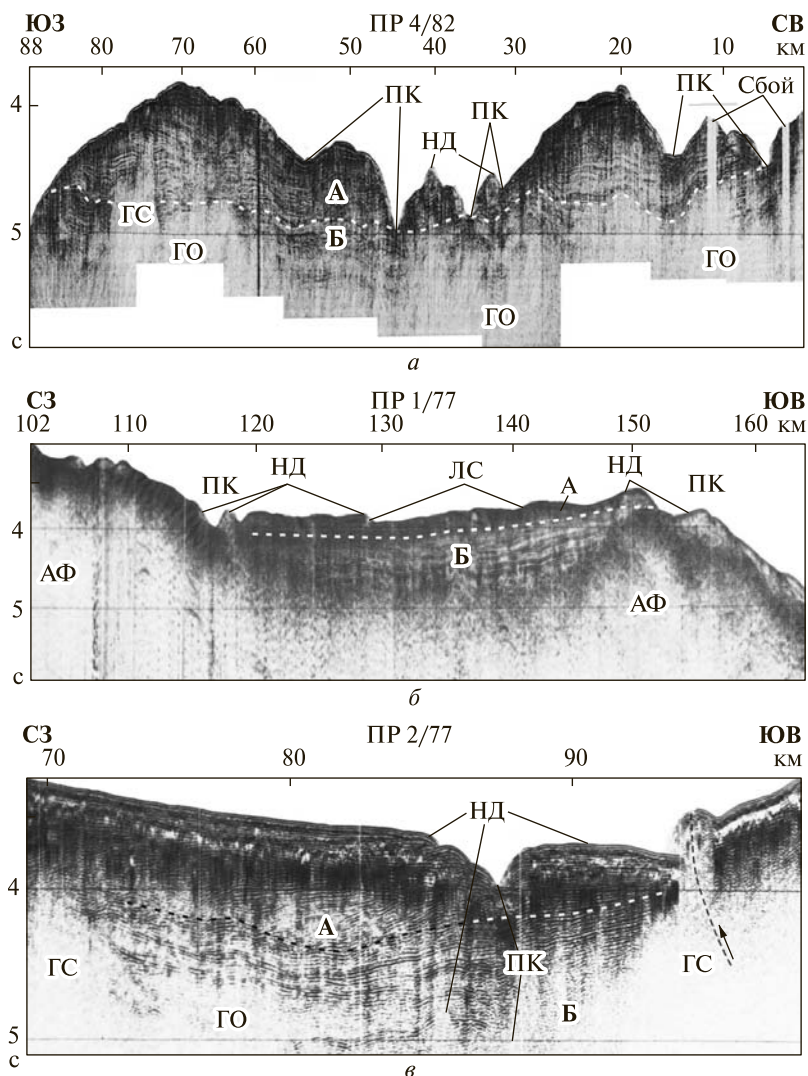 ЮЗ ПР 4/82 СВ
88 80 70 60 50 40 30 20 10 км
4 ПК НД ПК ПК Сбой
А
ГС
5 Б
ГО ГО ГО
с
а
СЗ ПР 1/77 ЮВ
102 110 120 130 140 150 160 км
ПК НД ЛС А НД ПК
4
Б
АФ АФ
5
с
б
СЗ ПР 2/77 ЮВ
70 80 90 км
НД
4
А
ГС ПК ГС
ГО Б
5
с
в